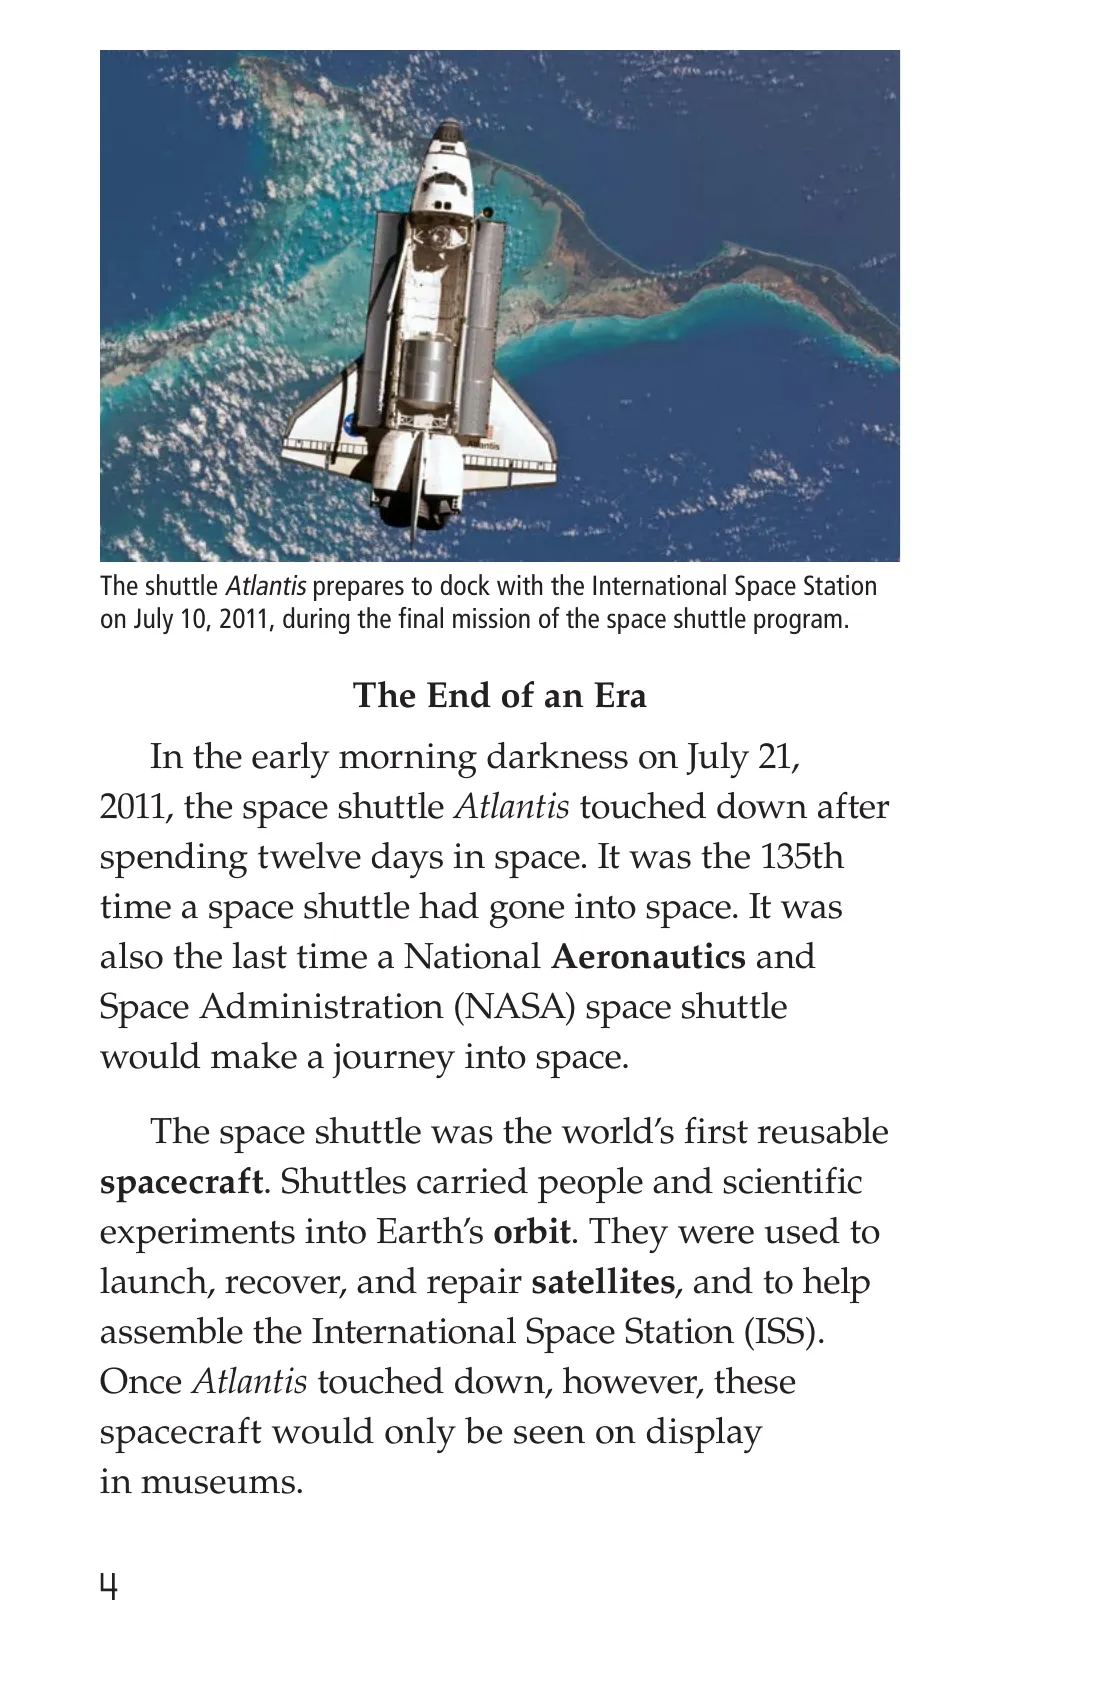 Atlantis
The shuttle Atlantis prepares to dock with the International Space Station
on July 10, 2011, during the final mission of the space shuttle program.
The End of an Era
In the early morning darkness on July 21,
2011, the space shuttle Atlantis touched down after
spending twelve days in space. It was the 135th
time a space shuttle had gone into space. It was
also the last time a National Aeronautics and
Space Administration (NASA) space shuttle
would make a journey into space.
The space shuttle was the world’s first reusable
spacecraft. Shuttles carried people and scientific
experiments into Earth’s orbit. They were used to
launch, recover, and repair satellites, and to help
assemble the International Space Station (ISS).
Once Atlantis touched down, however, these
spacecraft would only be seen on display
in museums.
4